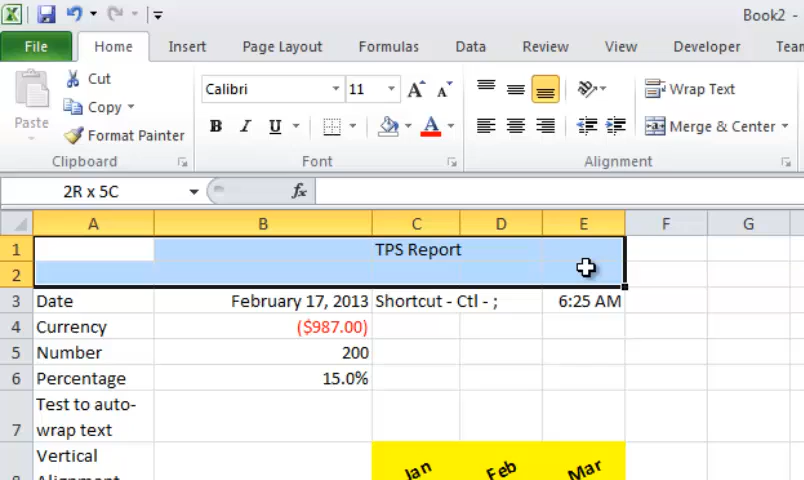 Book2 -
File Home Insert Page Layout Formulas Data Review View Developer Team
Cut Calibri 11 A A Wrap Text
Paste Copy
Format Painter B I U A Merge & Center
Clipboard Font Alignment
2R x 5C fx
A B C D E F G
1 TPS Report
2
3 Date February 17, 2013 Shortcut - Ctl - ; 6:25 AM
4 Currency ($987.00)
5 Number 200
6 Percentage 15.0%
Test to auto-
7 wrap text
Vertical
8 Alignment Jan Feb Mar